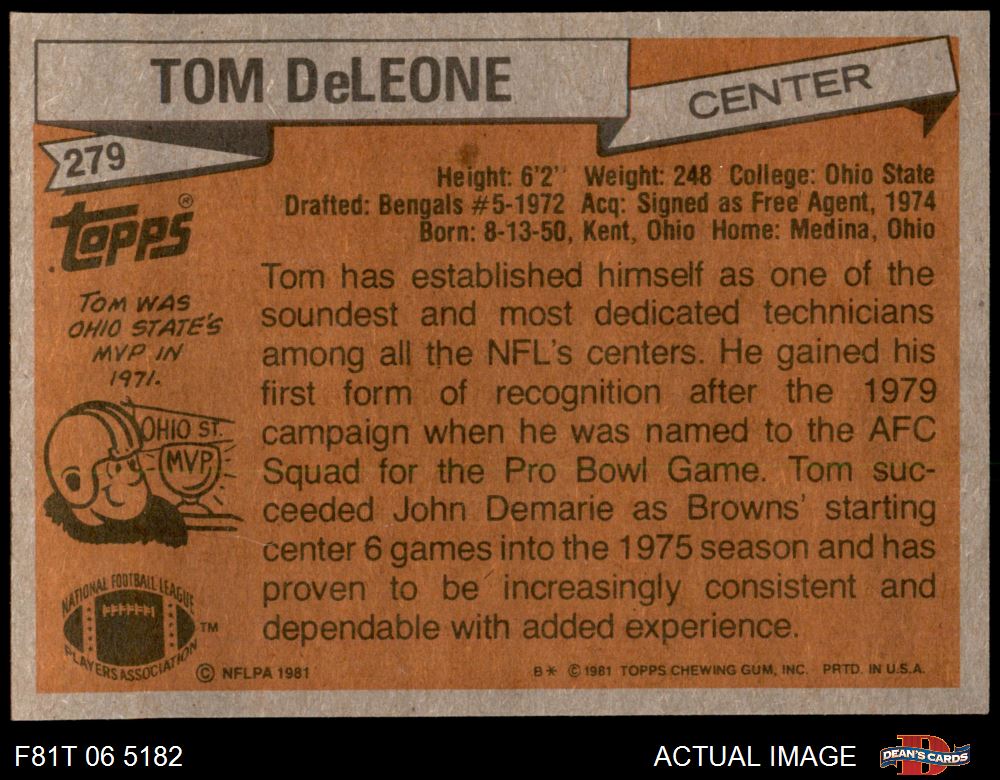 TOM DeLEONE
CENTER
279
TOPPS®
Height: 6'2" Weight: 248 College: Ohio State
Drafted: Bengals #5-1972 Acq: Signed as Free Agent, 1974
Born: 8-13-50, Kent, Ohio Home: Medina, Ohio
TOM WAS
OHIO STATE'S
MVP IN
1971.
OHIO ST.
MVP
Tom has established himself as one of the
soundest and most dedicated technicians
among all the NFL's centers. He gained his
first form of recognition after the 1979
campaign when he was named to the AFC
Squad for the Pro Bowl Game. Tom suc-
ceeded John Demarie as Browns' starting
center 6 games into the 1975 season and has
proven to be increasingly consistent and
dependable with added experience.
NATIONAL FOOTBALL LEAGUE
PLAYERS ASSOCIATION
TM
© NFLPA 1981
B* © 1981 TOPPS CHEWING GUM, INC. PRTD. IN U.S.A.
F81T 06 5182
ACTUAL IMAGE
DEAN'S CARDS